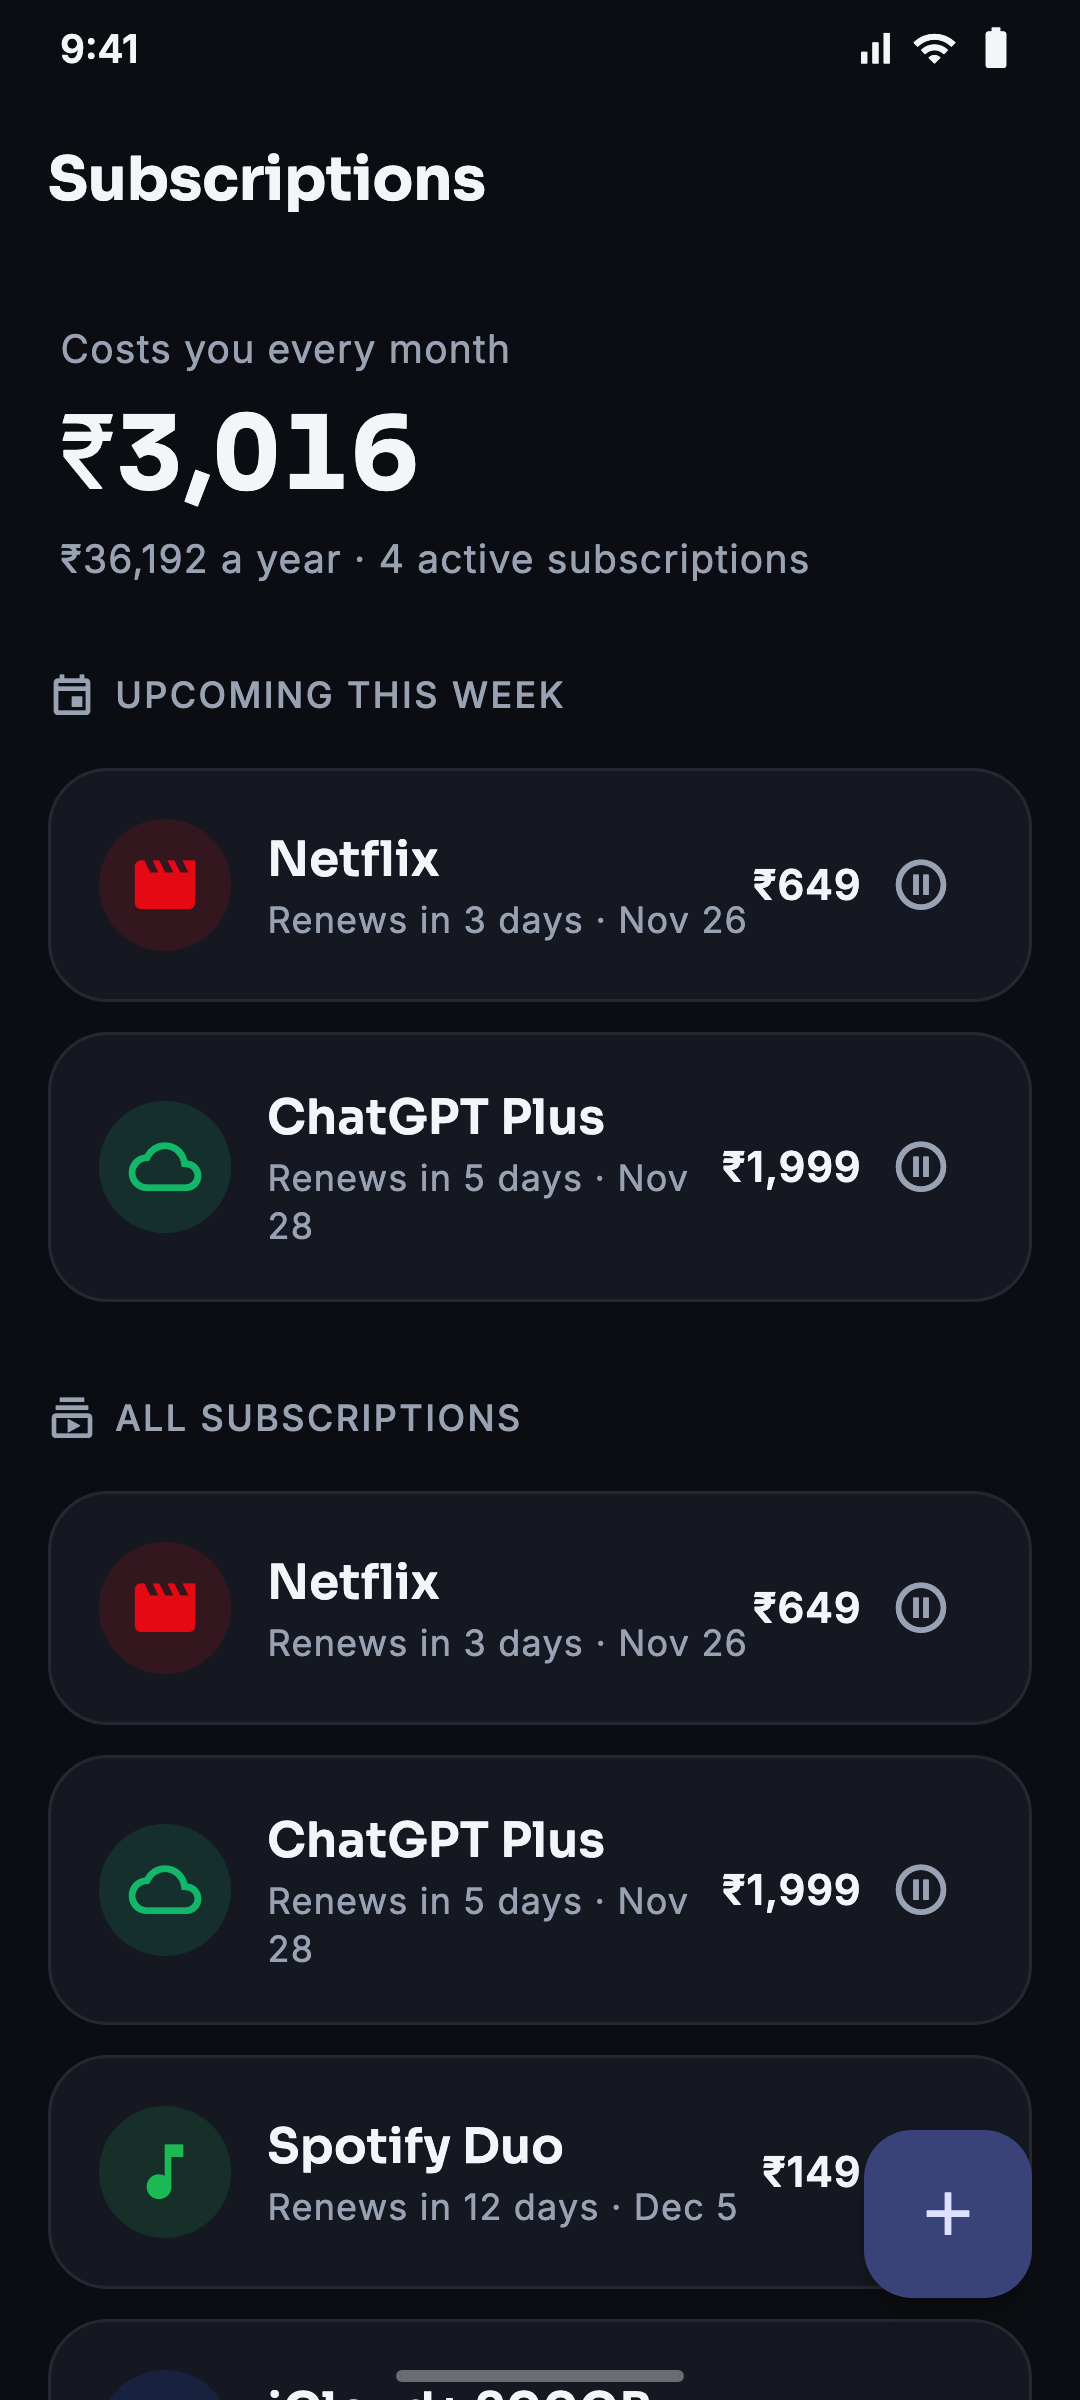 9:41
Subscriptions
Costs you every month
₹3,016
₹36,192 a year · 4 active subscriptions
UPCOMING THIS WEEK
Netflix
Renews in 3 days · Nov 26
₹649
ChatGPT Plus
Renews in 5 days · Nov
28
₹1,999
ALL SUBSCRIPTIONS
Netflix
Renews in 3 days · Nov 26
₹649
ChatGPT Plus
Renews in 5 days · Nov
28
₹1,999
Spotify Duo
Renews in 12 days · Dec 5
₹149